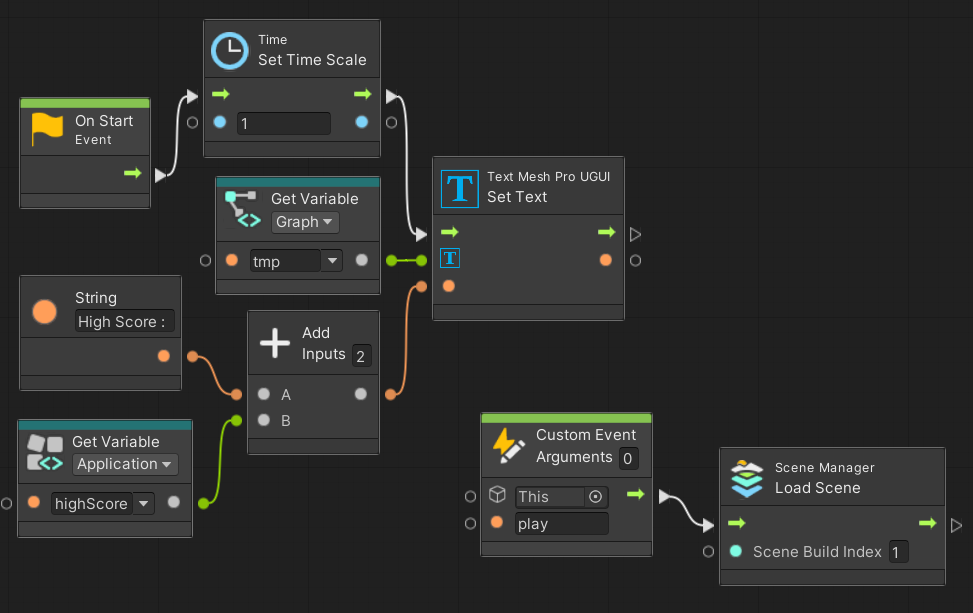 Time
Set Time Scale
1
On Start
Event
Get Variable
Graph
tmp
T
Text Mesh Pro UGUI
Set Text
T
String
High Score :
Add
Inputs 2
A
B
Get Variable
Application
highScore
Custom Event
Arguments 0
This
play
Scene Manager
Load Scene
Scene Build Index 1